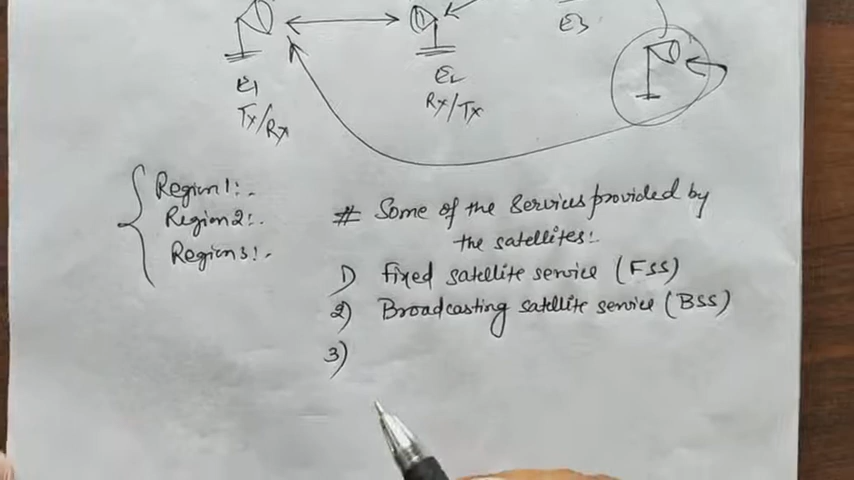 E1
E2
E3
Tx/Rx
Rx/Tx
Region1:-
Region2:-
Region3:-
# Some of the Services provided by
the satellites:-
1) fixed satellite service (FSS)
2) Broadcasting satellite service (BSS)
3)